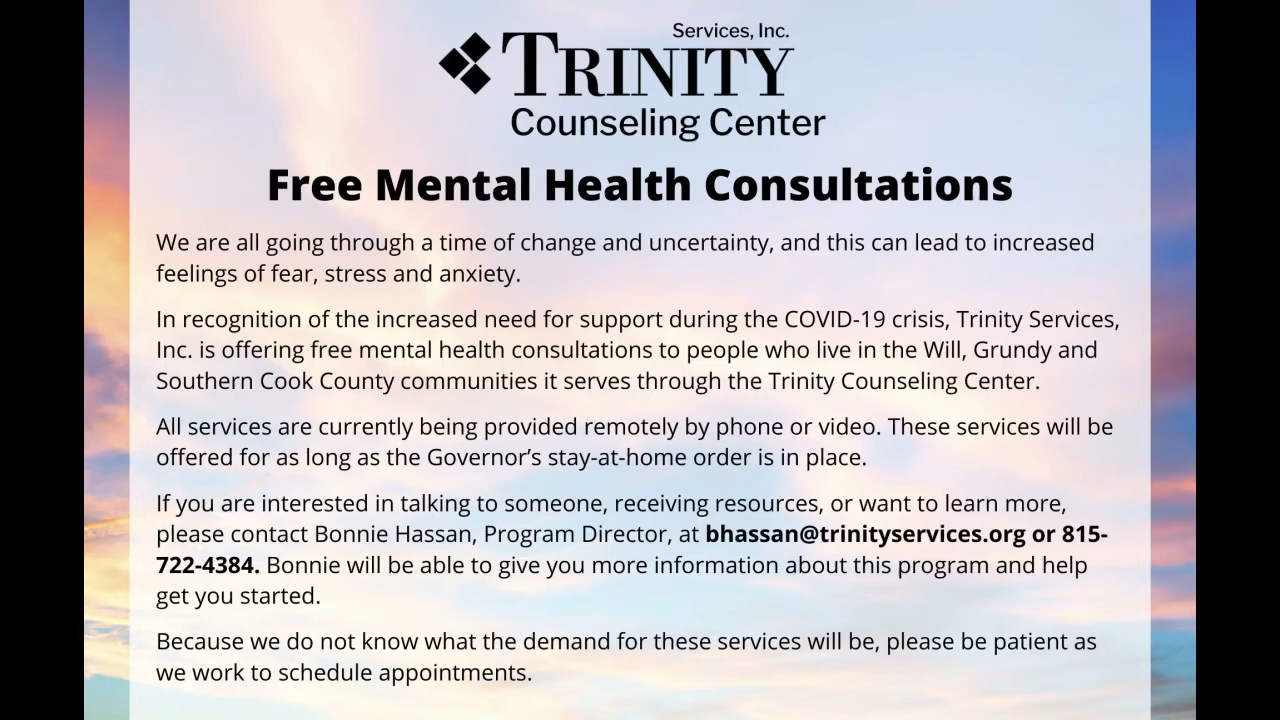 Services, Inc.
TRINITY
Counseling Center
Free Mental Health Consultations
We are all going through a time of change and uncertainty, and this can lead to increased
feelings of fear, stress and anxiety.
In recognition of the increased need for support during the COVID-19 crisis, Trinity Services,
Inc. is offering free mental health consultations to people who live in the Will, Grundy and
Southern Cook County communities it serves through the Trinity Counseling Center.
All services are currently being provided remotely by phone or video. These services will be
offered for as long as the Governor’s stay-at-home order is in place.
If you are interested in talking to someone, receiving resources, or want to learn more,
please contact Bonnie Hassan, Program Director, at bhassan@trinityservices.org or 815-
722-4384. Bonnie will be able to give you more information about this program and help
get you started.
Because we do not know what the demand for these services will be, please be patient as
we work to schedule appointments.